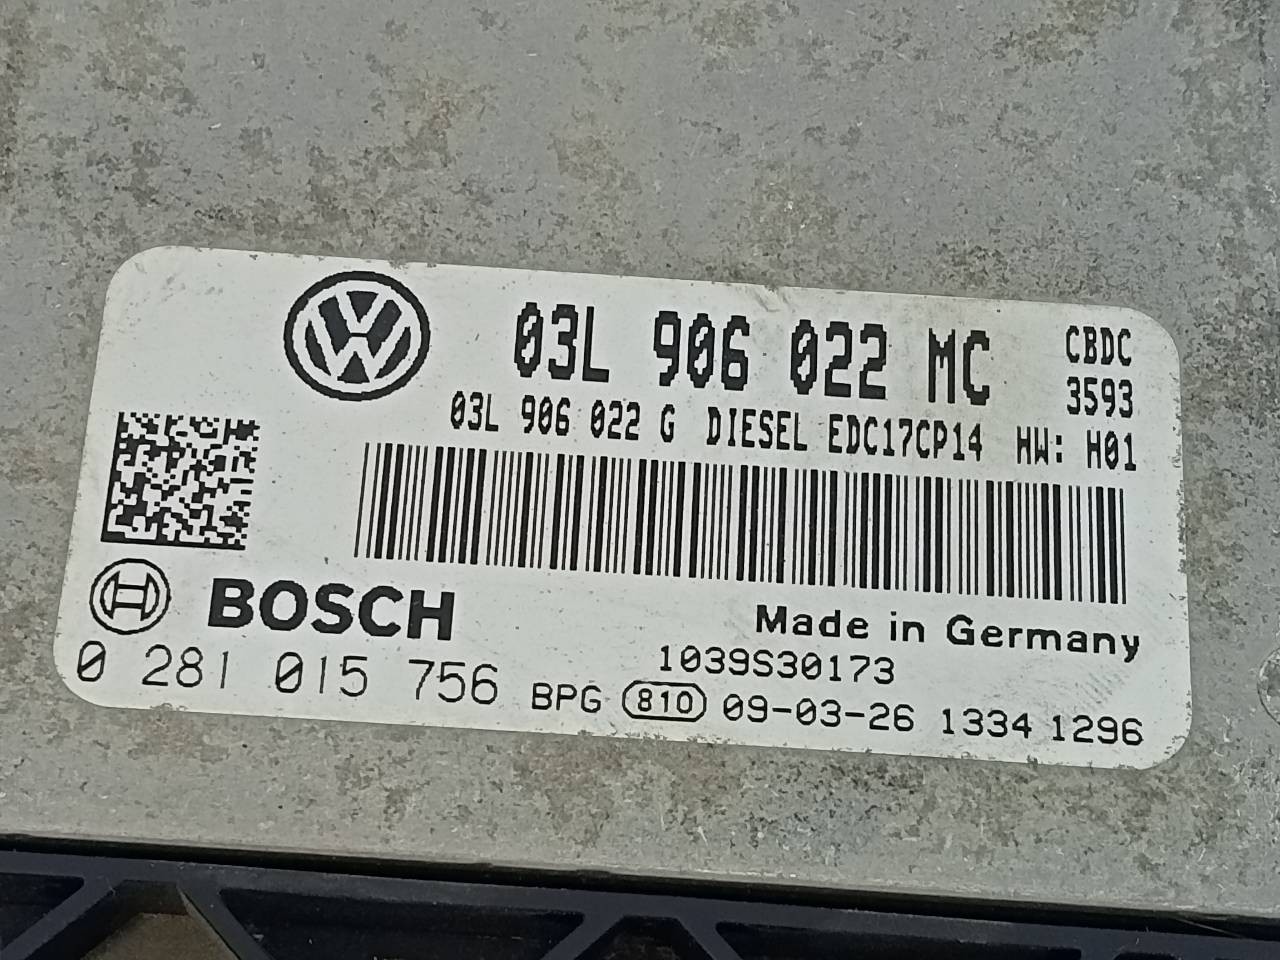 03L 906 022 MC CBDC
3593
03L 906 022 G DIESEL EDC17CP14 HW: H01
BOSCH
Made in Germany
1039S30173
0 281 015 756 BPG 810 09-03-26 1334 1296